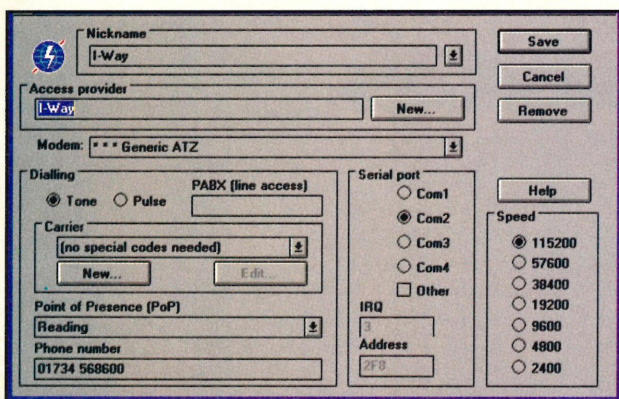 Nickname
I-Way
Save
Cancel
Access provider
I-Way
New...
Remove
Modem:
* * * Generic ATZ
Dialling
Tone
Pulse
PABX (line access)
Carrier
(no special codes needed)
New...
Edit...
Point of Presence (PoP)
Reading
Phone number
01734 568600
Serial port
Com1
Com2
Com3
Com4
Other
IRQ
3
Address
2F8
Help
Speed
115200
57600
38400
19200
9600
4800
2400